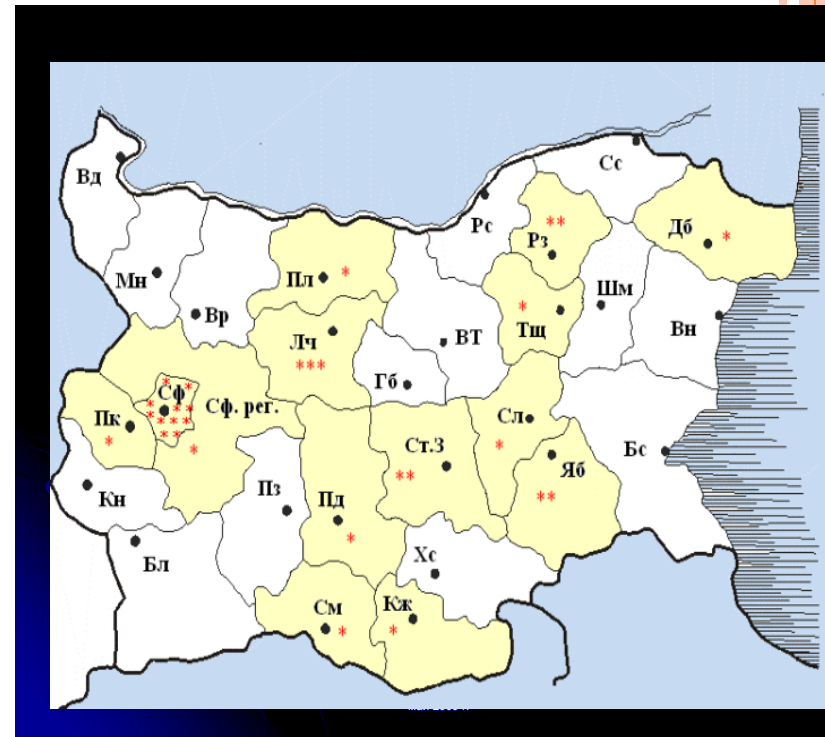 Вд
Сс
Рс
Рз
**
Дб
*
Мн
Пл
*
Вр
Шм
Тщ
*
Вн
ВТ
Лч
***
Гб
Сф
Сф. рег.
*
Пк
*
Ст.З
**
Сл
*
Бс
Яб
**
Кн
Пз
Пд
*
Бл
Хс
См
*
Кж
*